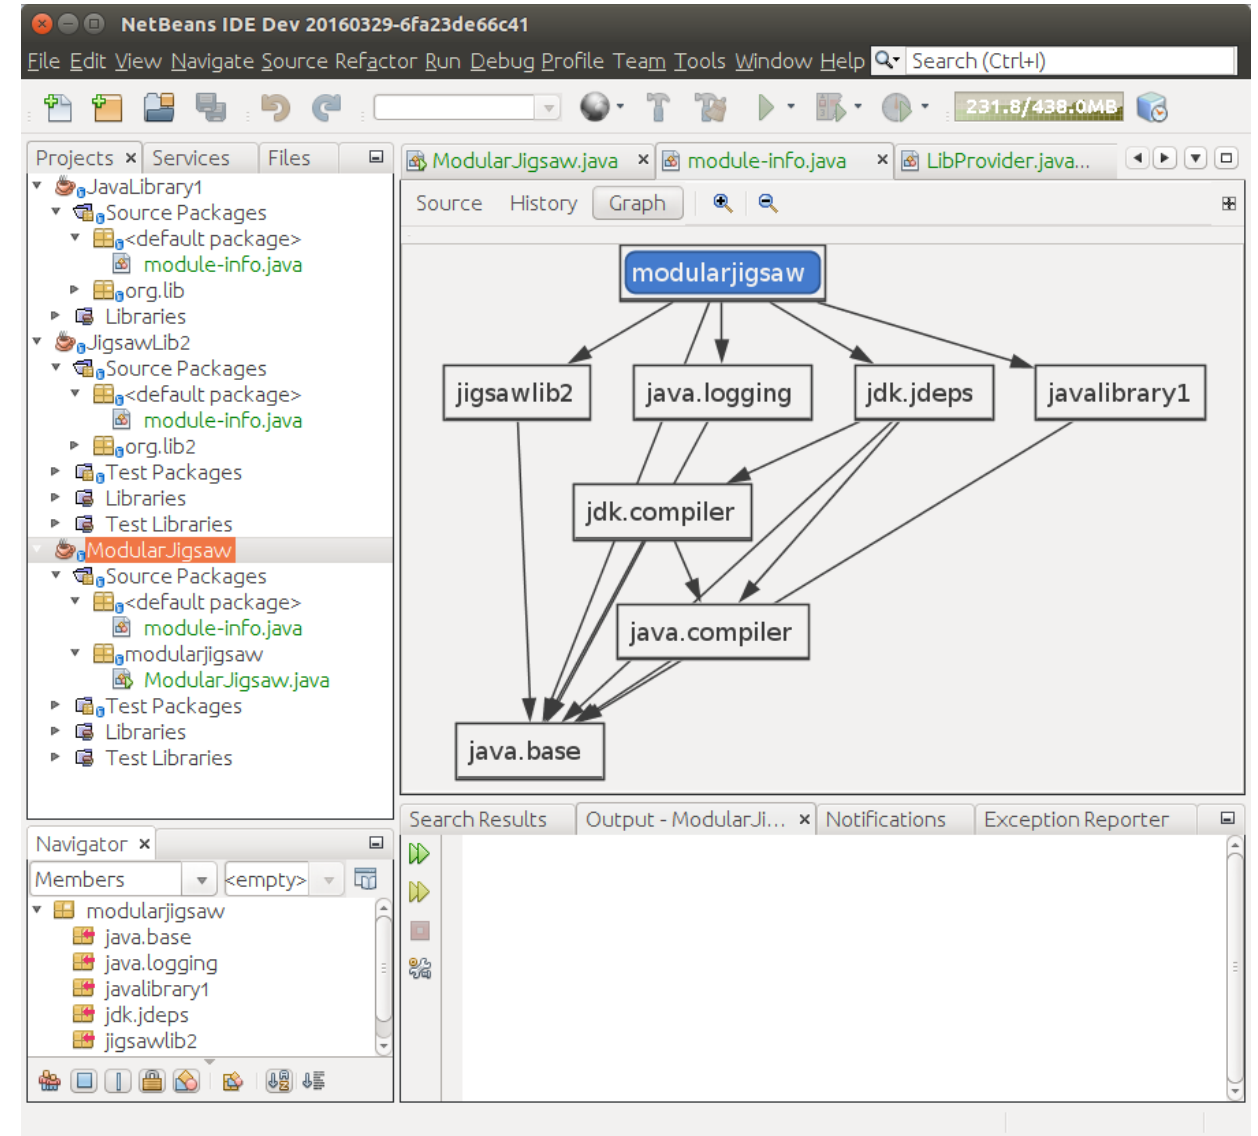 NetBeans IDE Dev 20160329-6fa23de66c41
File Edit View Navigate Source Refactor Run Debug Profile Team Tools Window Help Search (Ctrl+I)
231.8/438.0MB
Projects Services Files
JavaLibrary1
Source Packages
<default package>
module-info.java
org.lib
Libraries
JigsawLib2
Source Packages
<default package>
module-info.java
org.lib2
Test Packages
Libraries
Test Libraries
ModularJigsaw
Source Packages
<default package>
module-info.java
modularjigsaw
ModularJigsaw.java
Test Packages
Libraries
Test Libraries
Navigator
Members <empty>
modularjigsaw
java.base
java.logging
javalibrary1
jdk.jdeps
jigsawlib2
ModularJigsaw.java module-info.java LibProvider.java...
Source History Graph
modularjigsaw
jigsawlib2 java.logging jdk.jdeps javalibrary1
jdk.compiler
java.compiler
java.base
Search Results Output - ModularJi... Notifications Exception Reporter